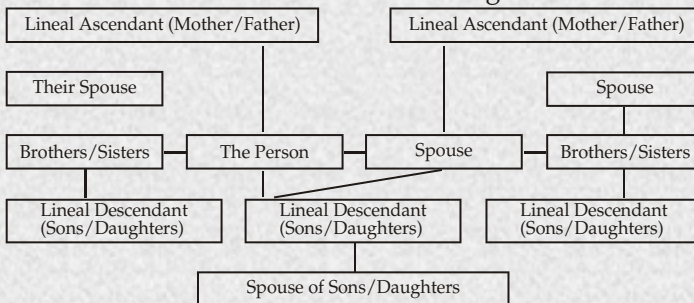 Lineal Ascendant (Mother/Father)
Lineal Ascendant (Mother/Father)
Their Spouse
Spouse
Brothers/Sisters
The Person
Spouse
Brothers/Sisters
Lineal Descendant
(Sons/Daughters)
Lineal Descendant
(Sons/Daughters)
Lineal Descendant
(Sons/Daughters)
Spouse of Sons/Daughters